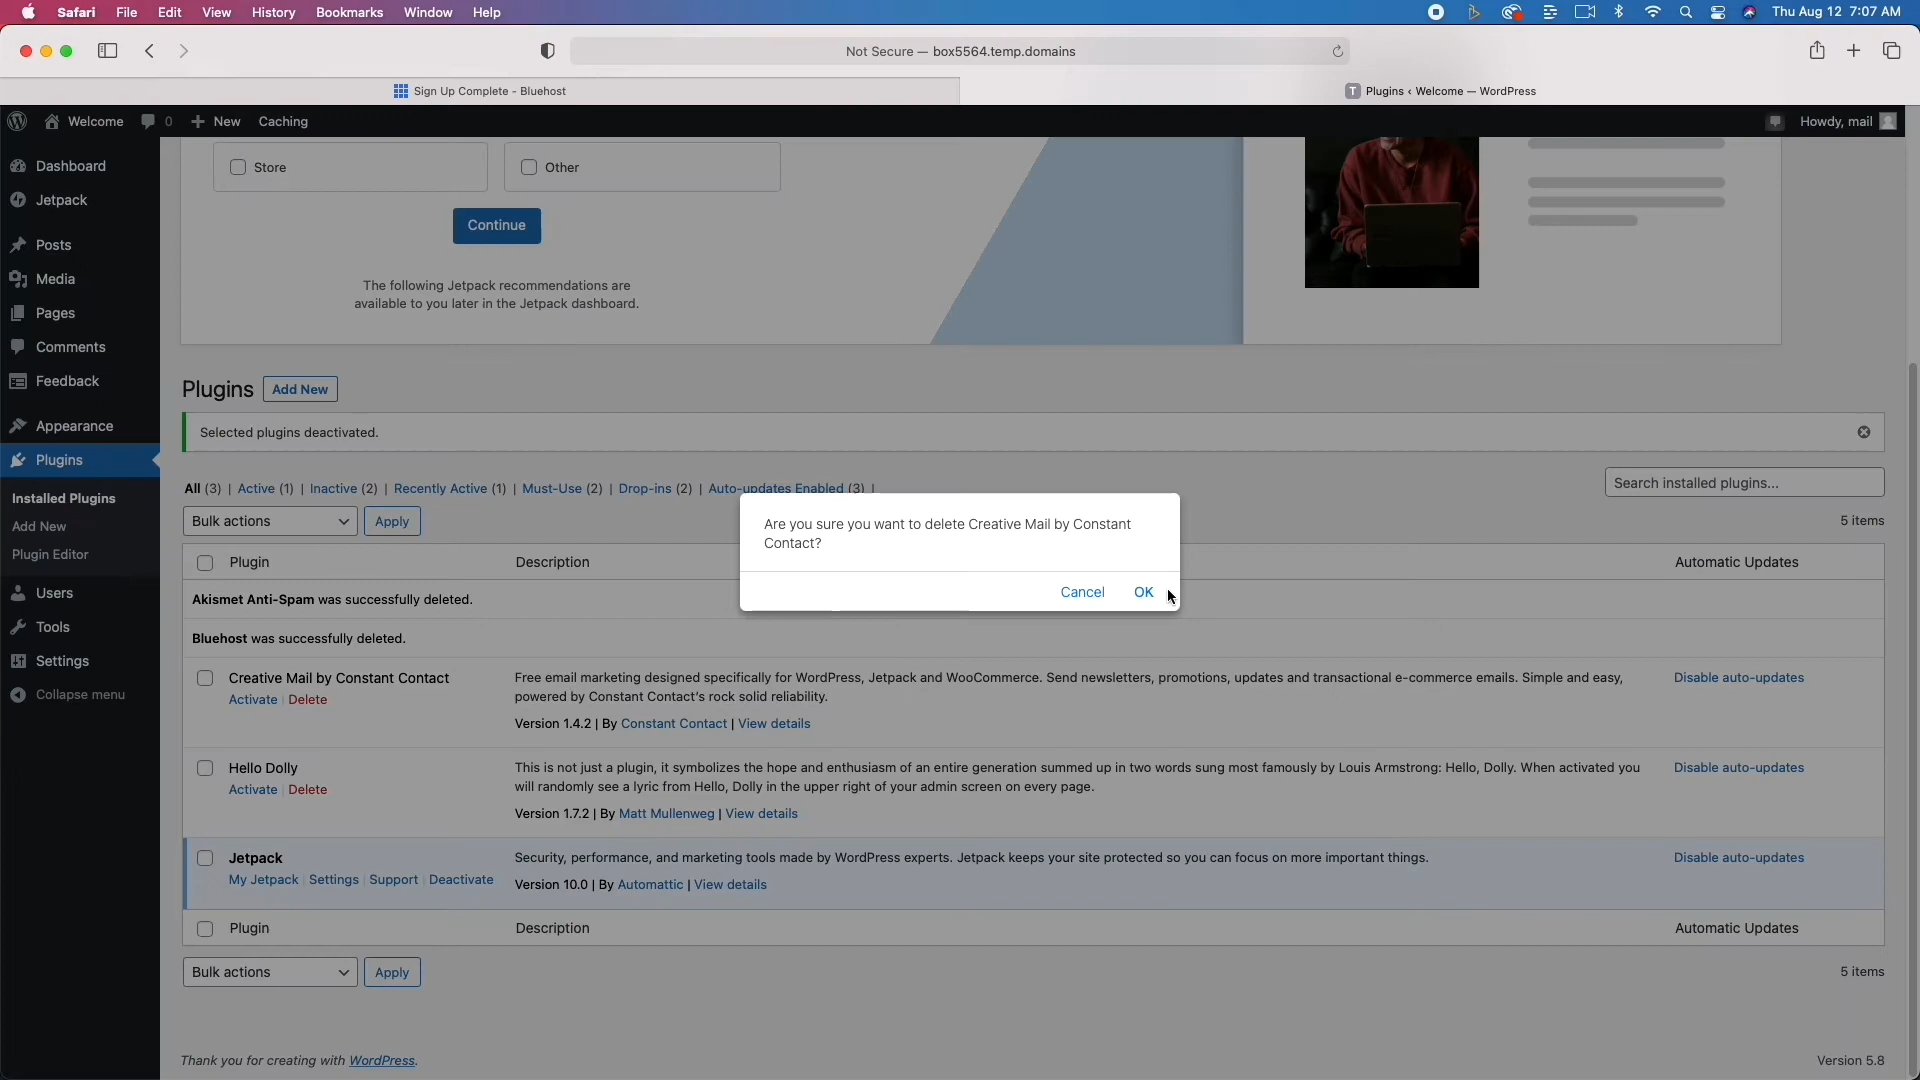 Safari File Edit View History Bookmarks Window Help Thu Aug 12 7:07 AM
Not Secure — box5564.temp.domains
Sign Up Complete - Bluehost
T Plugins ‹ Welcome — WordPress
Welcome 0 New Caching Howdy, mail
Dashboard
Jetpack
Posts
Media
Pages
Comments
Feedback
Appearance
Plugins
Installed Plugins
Add New
Plugin Editor
Users
Tools
Settings
Collapse menu
Store
Other
Continue
The following Jetpack recommendations are
available to you later in the Jetpack dashboard.
Plugins Add New
Selected plugins deactivated.
All (3) | Active (1) | Inactive (2) | Recently Active (1) | Must-Use (2) | Drop-ins (2) | Auto-updates Enabled (3) |
Search installed plugins...
Bulk actions Apply 5 items
Are you sure you want to delete Creative Mail by Constant
Contact?
Cancel OK
Plugin Description Automatic Updates
Akismet Anti-Spam was successfully deleted.
Bluehost was successfully deleted.
Creative Mail by Constant Contact
Activate | Delete
Free email marketing designed specifically for WordPress, Jetpack and WooCommerce. Send newsletters, promotions, updates and transactional e-commerce emails. Simple and easy,
powered by Constant Contact's rock solid reliability.
Version 1.4.2 | By Constant Contact | View details
Disable auto-updates
Hello Dolly
Activate | Delete
This is not just a plugin, it symbolizes the hope and enthusiasm of an entire generation summed up in two words sung most famously by Louis Armstrong: Hello, Dolly. When activated you
will randomly see a lyric from Hello, Dolly in the upper right of your admin screen on every page.
Version 1.7.2 | By Matt Mullenweg | View details
Disable auto-updates
Jetpack
My Jetpack | Settings | Support | Deactivate
Security, performance, and marketing tools made by WordPress experts. Jetpack keeps your site protected so you can focus on more important things.
Version 10.0 | By Automattic | View details
Disable auto-updates
Plugin Description Automatic Updates
Bulk actions Apply 5 items
Thank you for creating with WordPress. Version 5.8